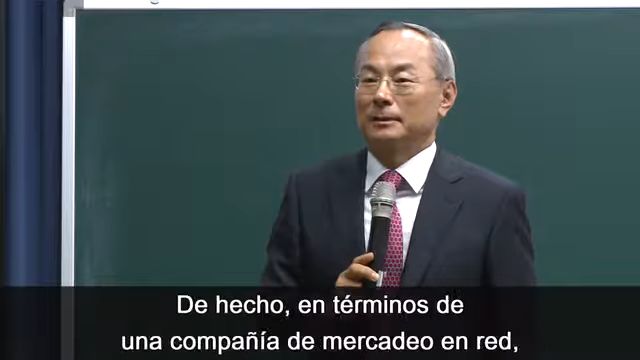 De hecho, en términos de
una compañía de mercadeo en red,